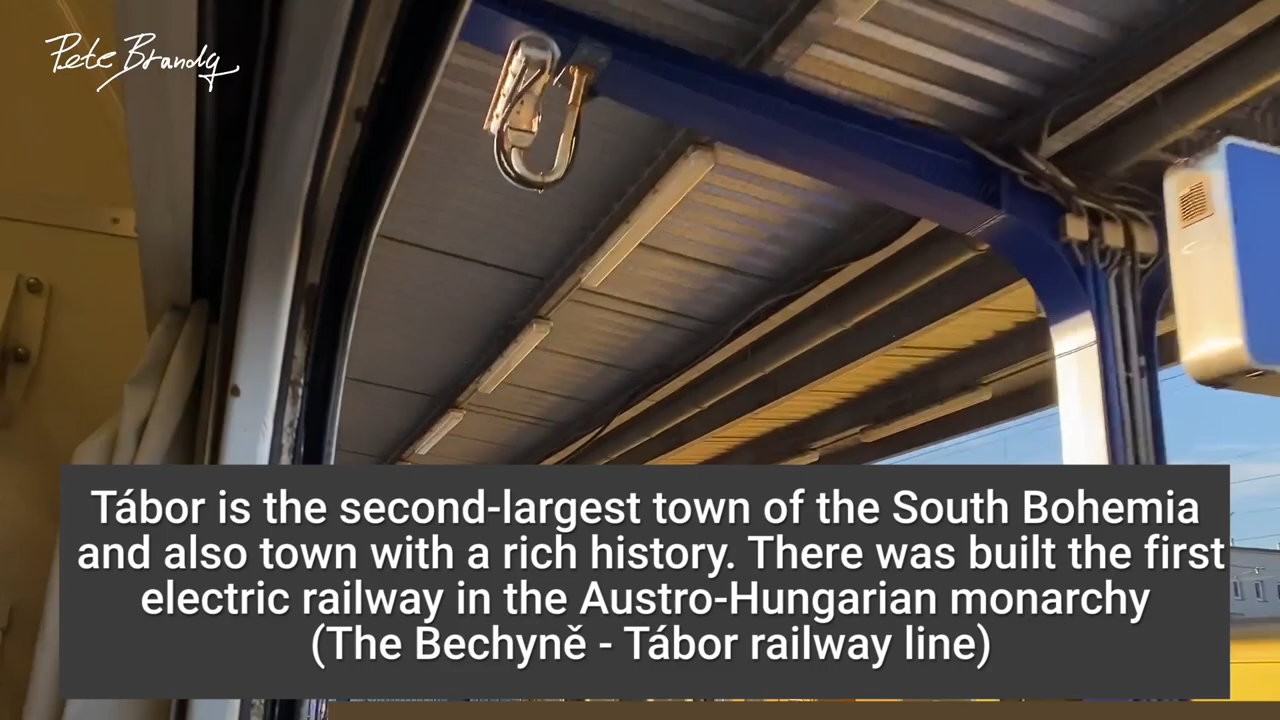 Pete Brandy
Tábor is the second-largest town of the South Bohemia
and also town with a rich history. There was built the first
electric railway in the Austro-Hungarian monarchy
(The Bechyně - Tábor railway line)